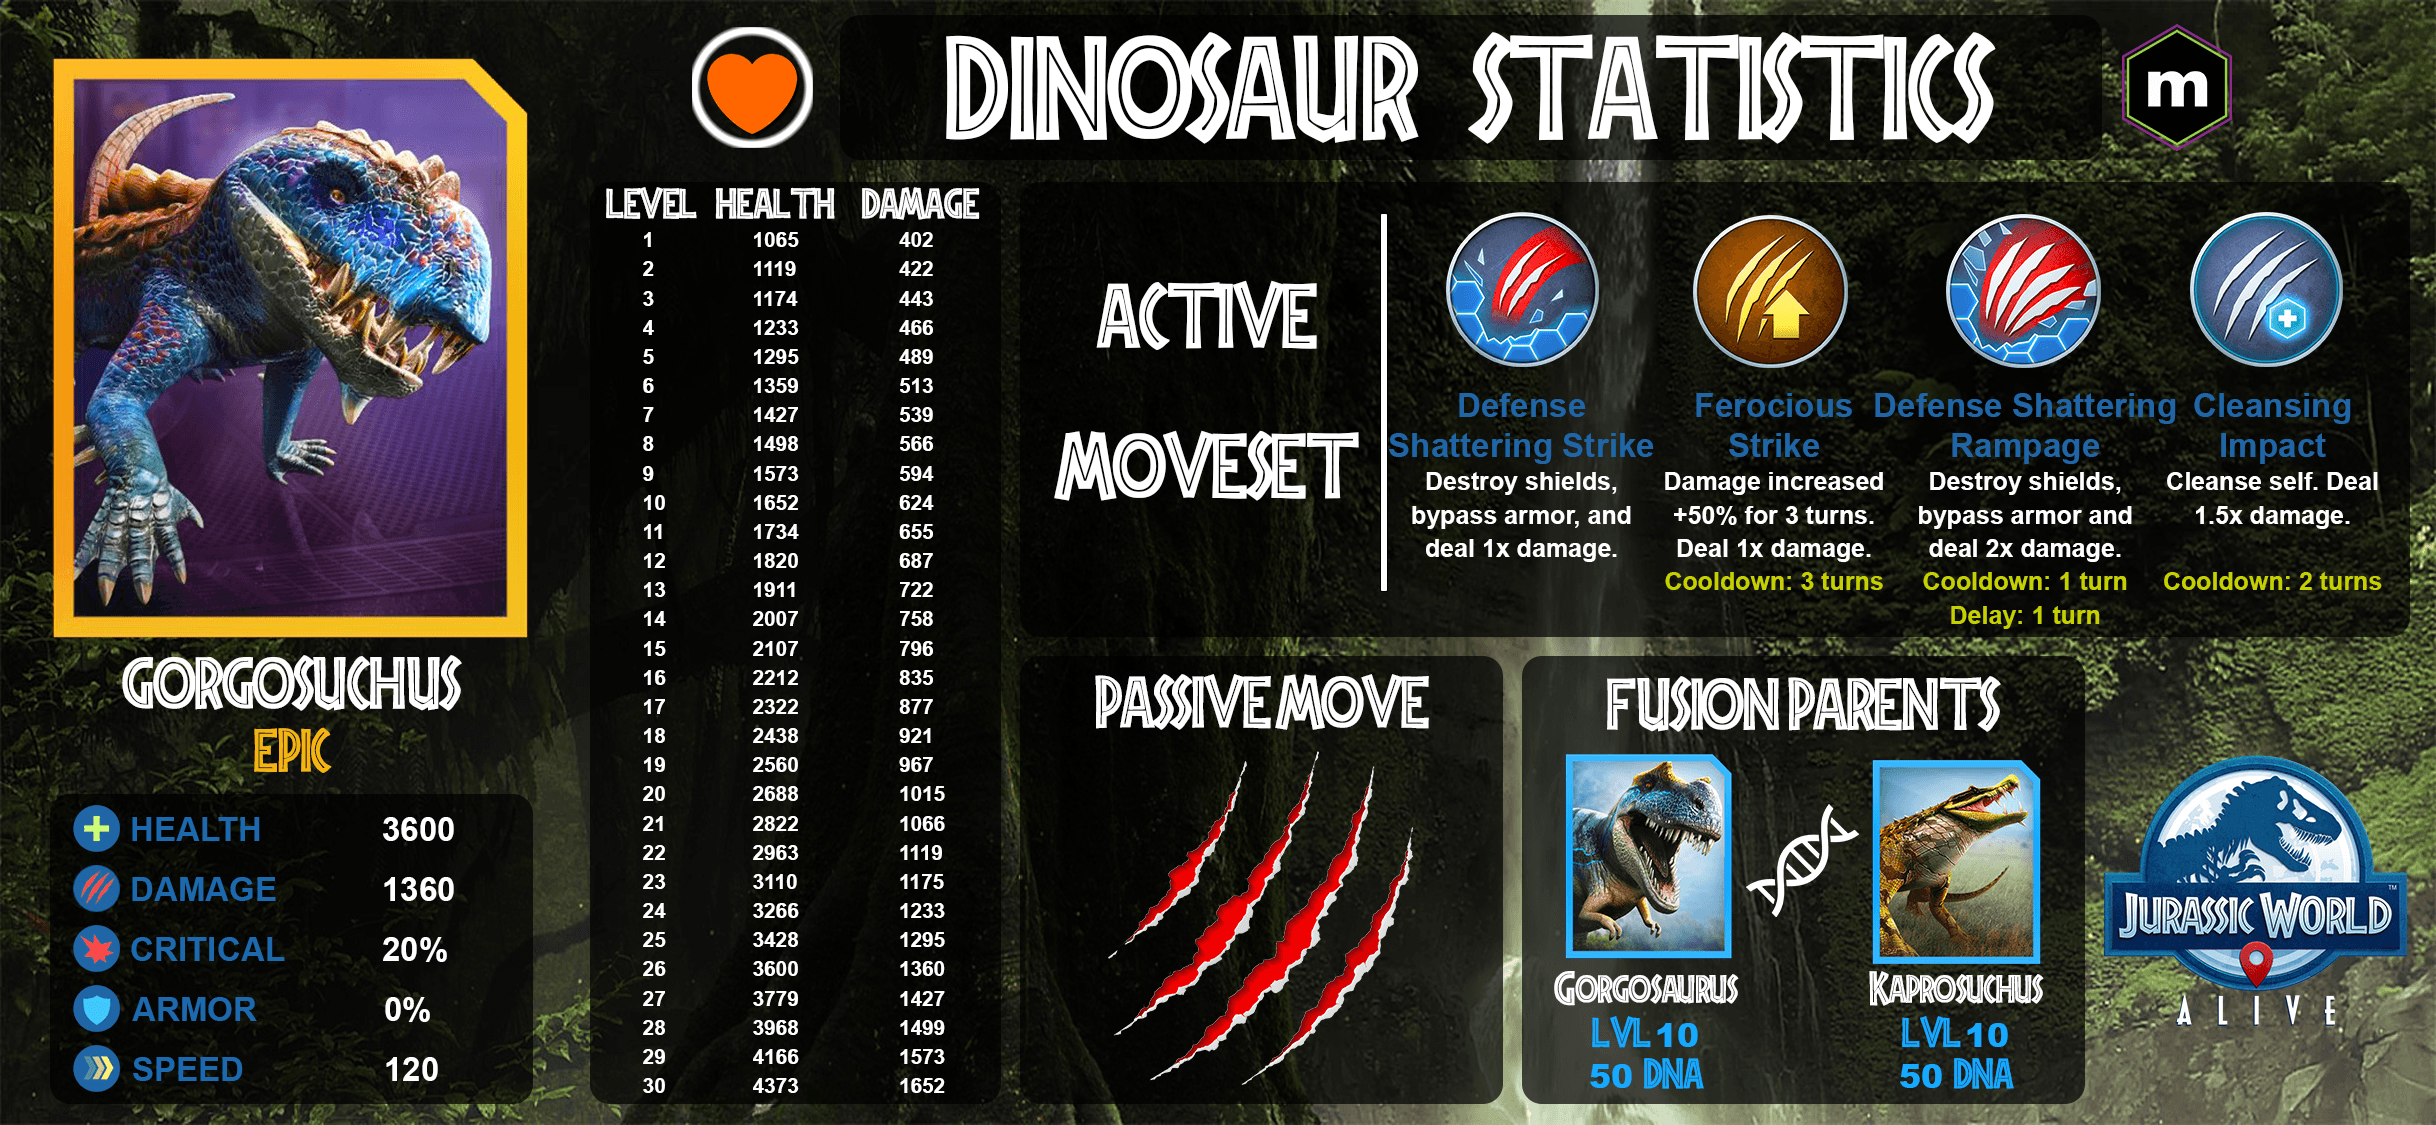 DINOSAUR STATISTICS
m
GORGOSUCHUS
EPIC
HEALTH 3600
DAMAGE 1360
CRITICAL 20%
ARMOR 0%
SPEED 120
LEVEL HEALTH DAMAGE
1 1065 402
2 1119 422
3 1174 443
4 1233 466
5 1295 489
6 1359 513
7 1427 539
8 1498 566
9 1573 594
10 1652 624
11 1734 655
12 1820 687
13 1911 722
14 2007 758
15 2107 796
16 2212 835
17 2322 877
18 2438 921
19 2560 967
20 2688 1015
21 2822 1066
22 2963 1119
23 3110 1175
24 3266 1233
25 3428 1295
26 3600 1360
27 3779 1427
28 3968 1499
29 4166 1573
30 4373 1652
ACTIVE
MOVESET
Defense
Shattering Strike
Destroy shields,
bypass armor, and
deal 1x damage.
Ferocious
Strike
Damage increased
+50% for 3 turns.
Deal 1x damage.
Cooldown: 3 turns
Defense Shattering
Rampage
Destroy shields,
bypass armor and
deal 2x damage.
Cooldown: 1 turn
Delay: 1 turn
Cleansing
Impact
Cleanse self. Deal
1.5x damage.
Cooldown: 2 turns
PASSIVE MOVE
FUSION PARENTS
GORGOSAURUS
LVL 10
50 DNA
KAPROSUCHUS
LVL 10
50 DNA
JURASSIC WORLD™
ALIVE